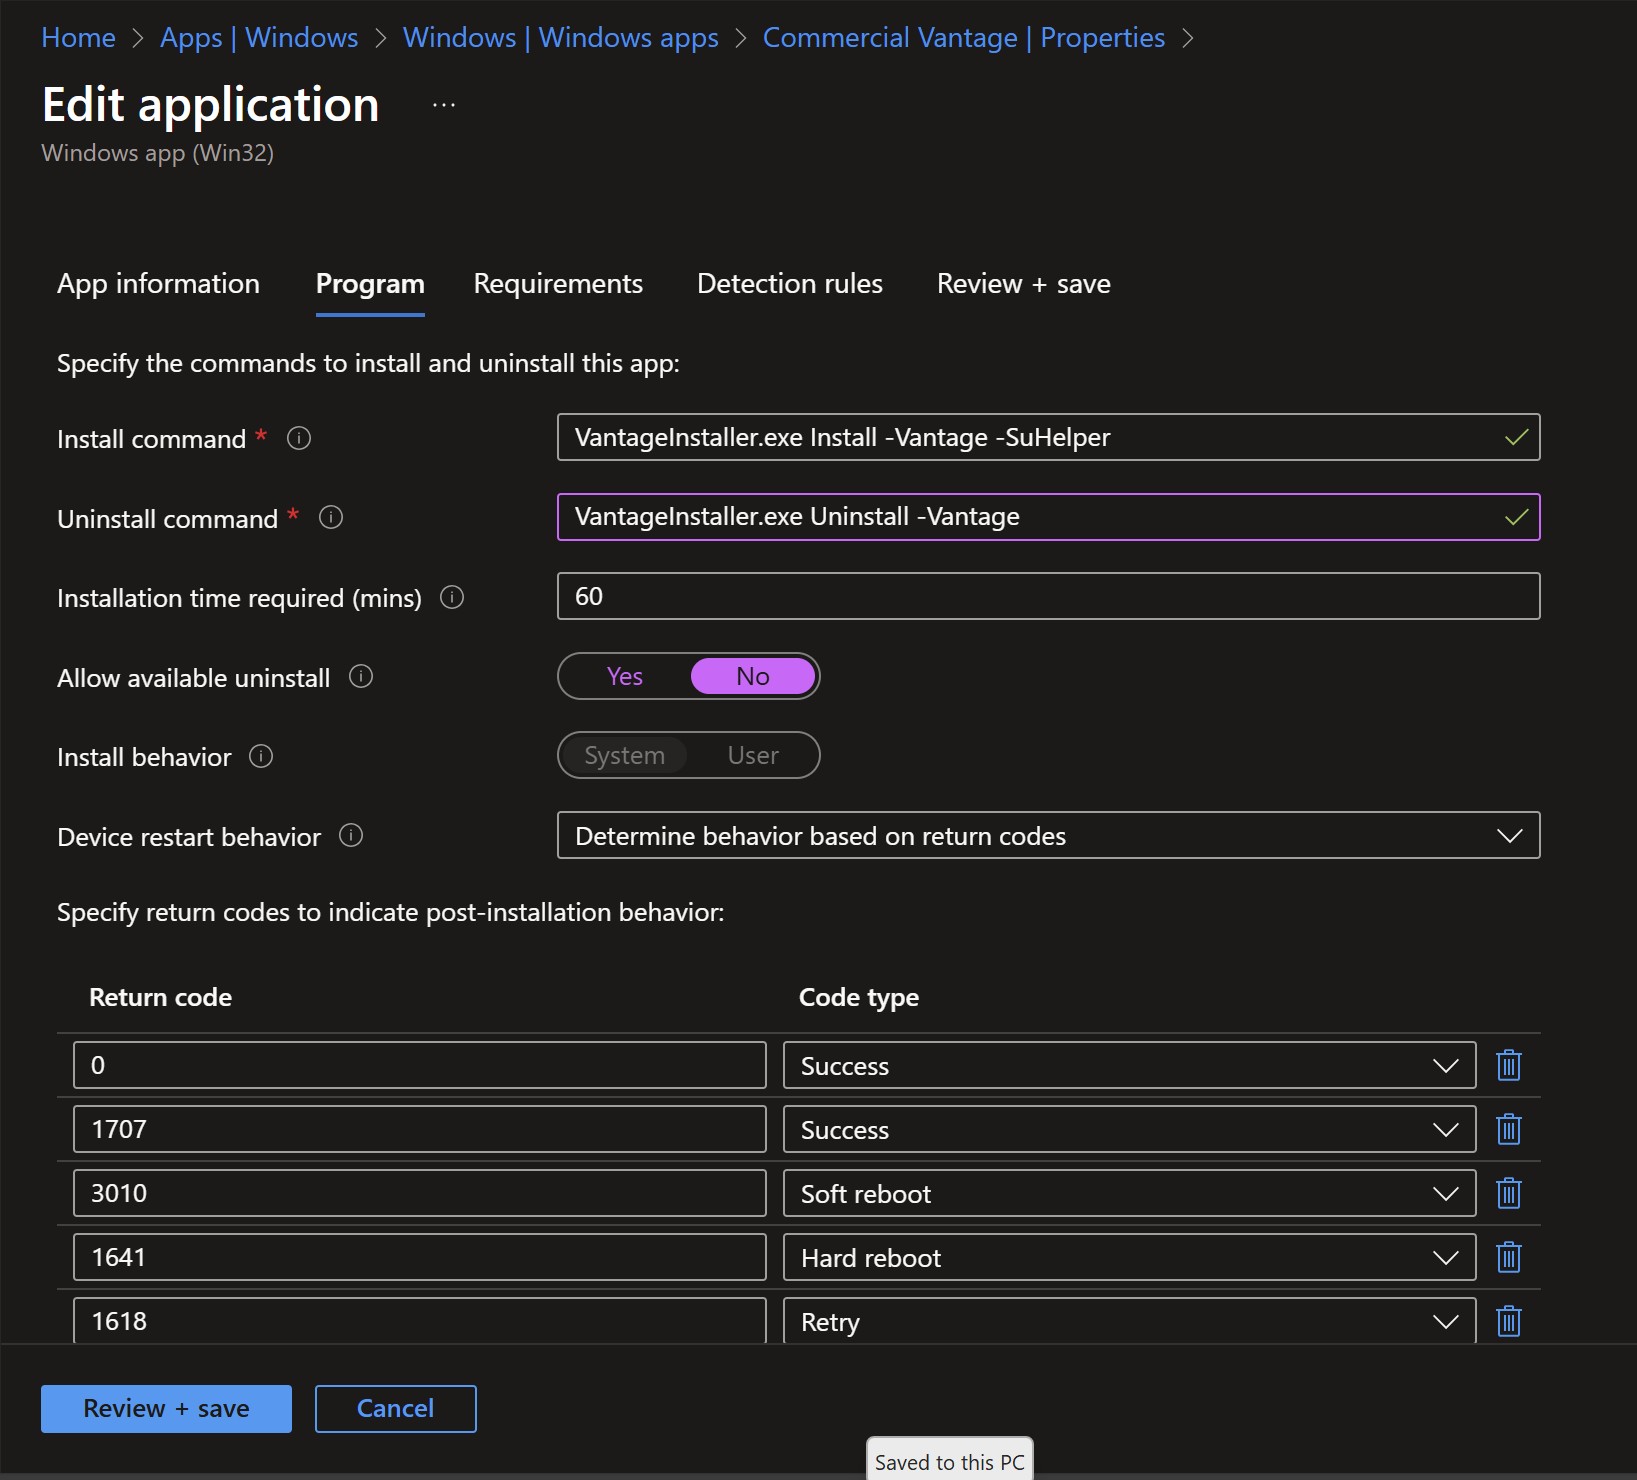 Home > Apps | Windows > Windows | Windows apps > Commercial Vantage | Properties >
Edit application ...
Windows app (Win32)
App information Program Requirements Detection rules Review + save
Specify the commands to install and uninstall this app:
Install command * VantageInstaller.exe Install -Vantage -SuHelper
Uninstall command * VantageInstaller.exe Uninstall -Vantage
Installation time required (mins) 60
Allow available uninstall Yes No
Install behavior System User
Device restart behavior Determine behavior based on return codes
Specify return codes to indicate post-installation behavior:
Return code Code type
0 Success
1707 Success
3010 Soft reboot
1641 Hard reboot
1618 Retry
Review + save Cancel
Saved to this PC